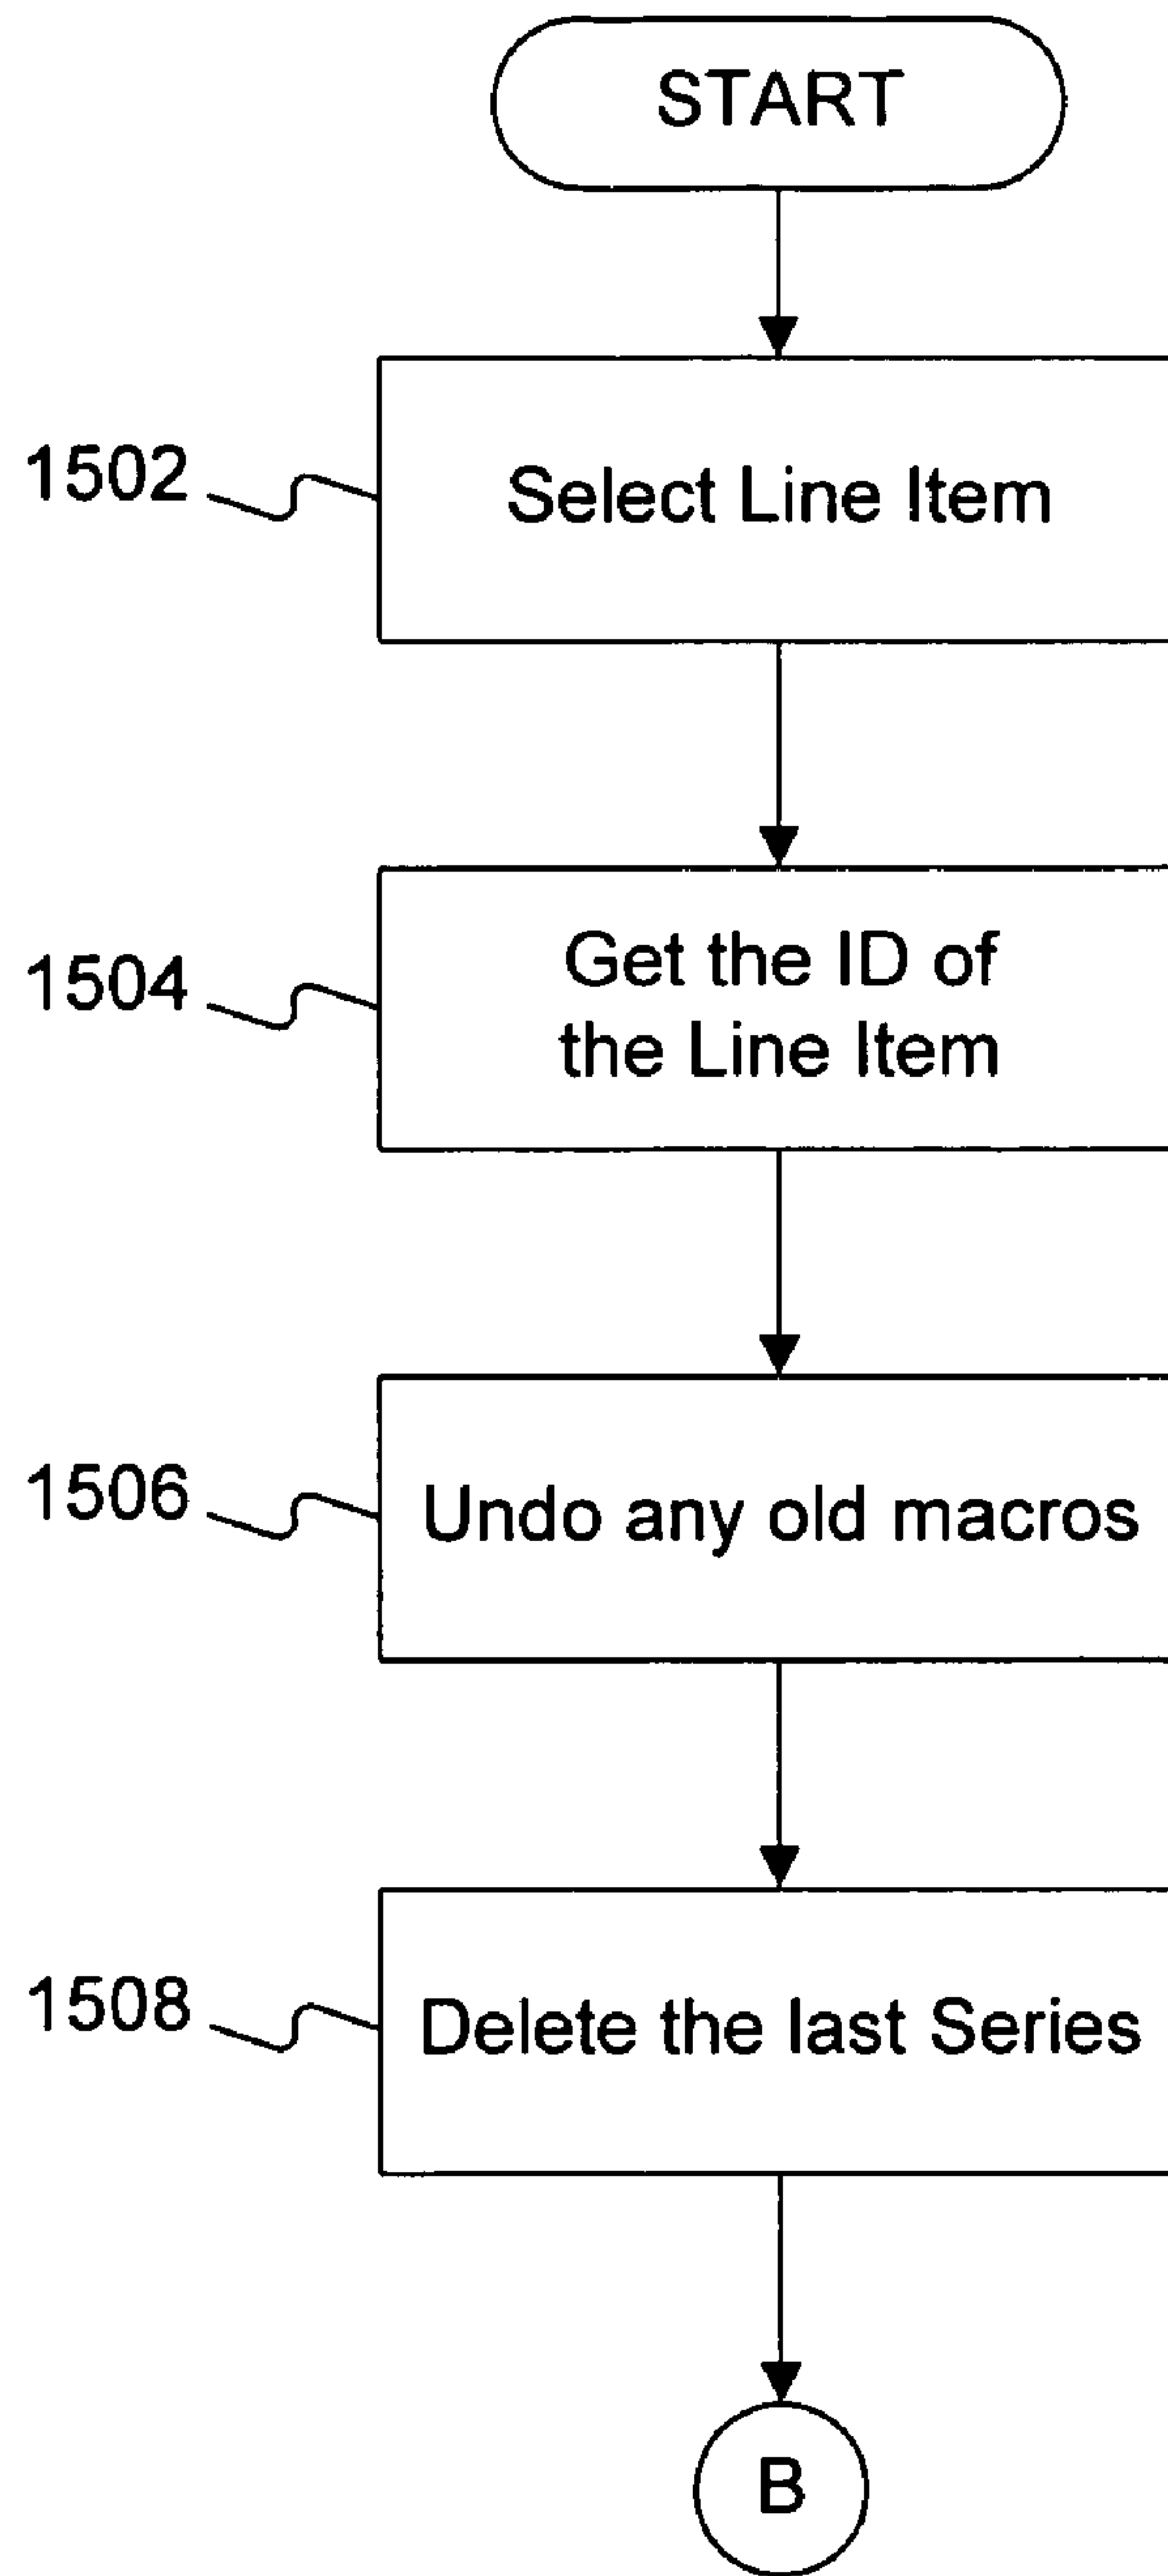 START
1502
Select Line Item
1504
Get the ID of
the Line Item
1506
Undo any old macros
1508
Delete the last Series
B